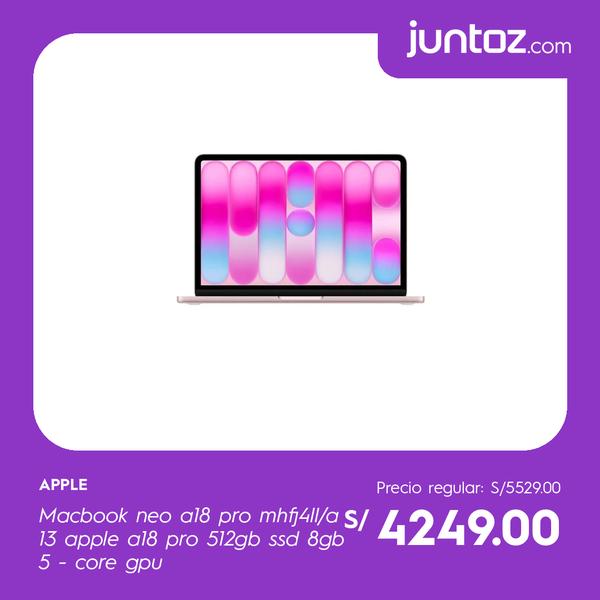 juntoz.com
APPLE
Macbook neo a18 pro mhfj4ll/a
13 apple a18 pro 512gb ssd 8gb
5 - core gpu
Precio regular: S/5529.00
S/ 4249.00